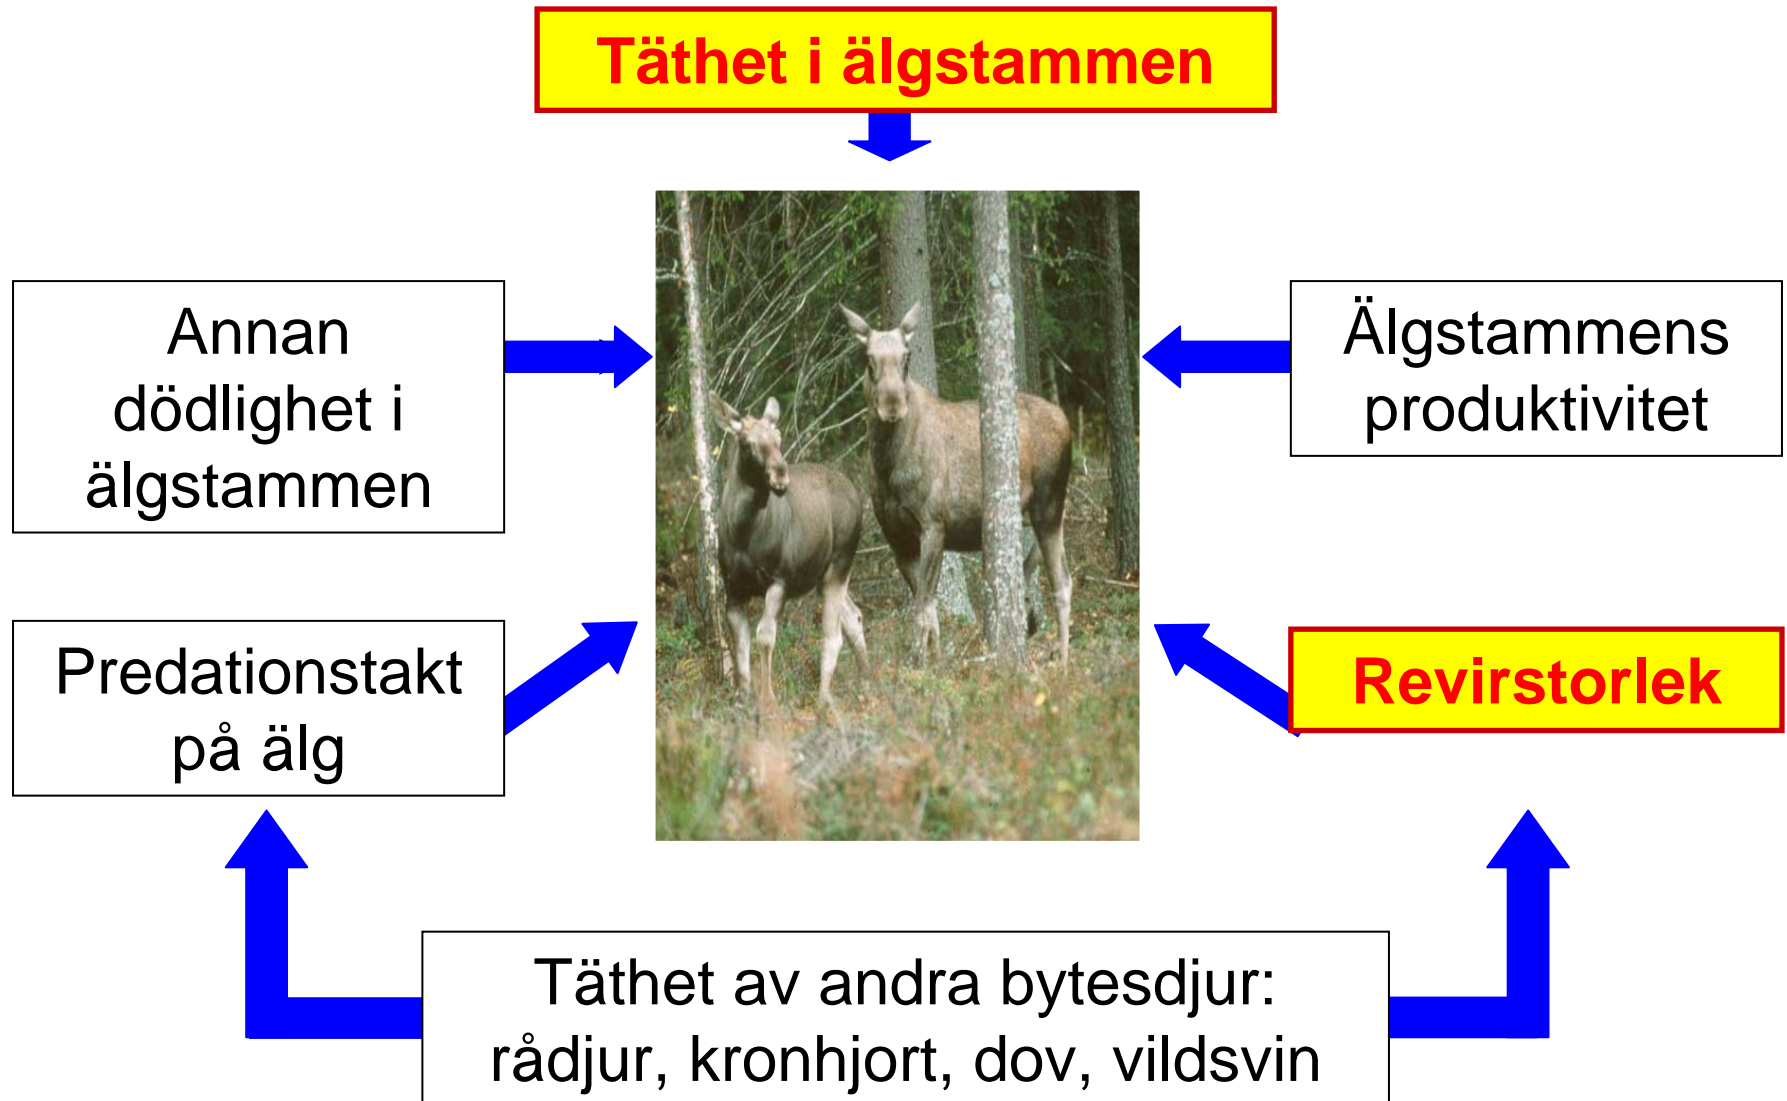 Täthet i älgstammen
Annan
dödlighet i
älgstammen
Älgstammens
produktivitet
Predationstakt
på älg
Revirstorlek
Täthet av andra bytesdjur:
rådjur, kronhjort, dov, vildsvin